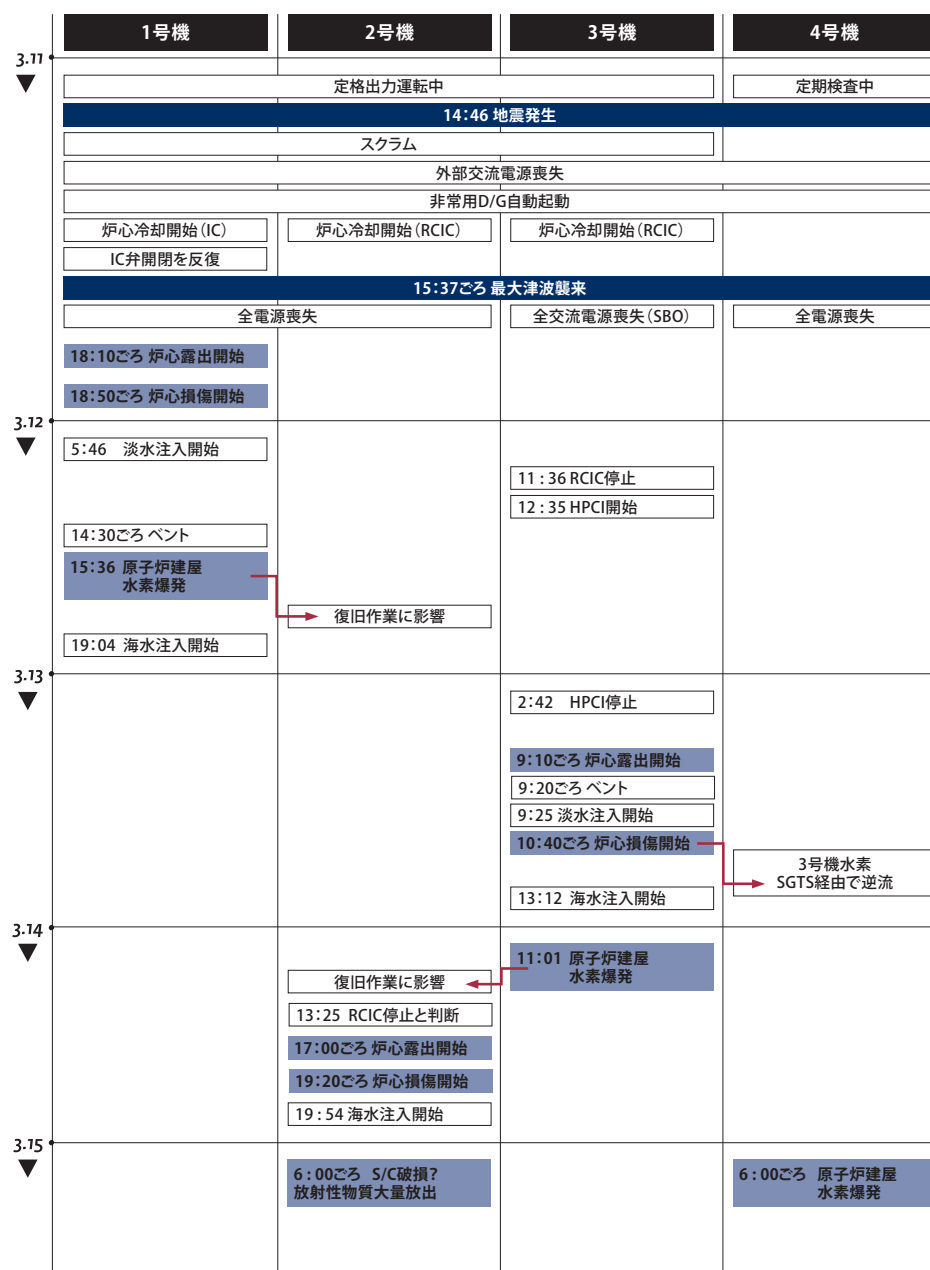 1号機
2号機
3号機
4号機
3.11
定格出力運転中
定期検査中
14:46 地震発生
スクラム
外部交流電源喪失
非常用D/G自動起動
炉心冷却開始(IC)
炉心冷却開始(RCIC)
炉心冷却開始(RCIC)
IC弁開閉を反復
15:37ごろ 最大津波襲来
全電源喪失
全交流電源喪失(SBO)
全電源喪失
18:10ごろ 炉心露出開始
18:50ごろ 炉心損傷開始
3.12
5:46 淡水注入開始
11:36 RCIC停止
12:35 HPCI開始
14:30ごろ ベント
15:36 原子炉建屋
水素爆発
復旧作業に影響
19:04 海水注入開始
3.13
2:42 HPCI停止
9:10ごろ 炉心露出開始
9:20ごろ ベント
9:25 淡水注入開始
10:40ごろ 炉心損傷開始
3号機水素
SGTS経由で逆流
13:12 海水注入開始
3.14
11:01 原子炉建屋
水素爆発
復旧作業に影響
13:25 RCIC停止と判断
17:00ごろ 炉心露出開始
19:20ごろ 炉心損傷開始
19:54 海水注入開始
3.15
6:00ごろ S/C破損?
放射性物質大量放出
6:00ごろ 原子炉建屋
水素爆発